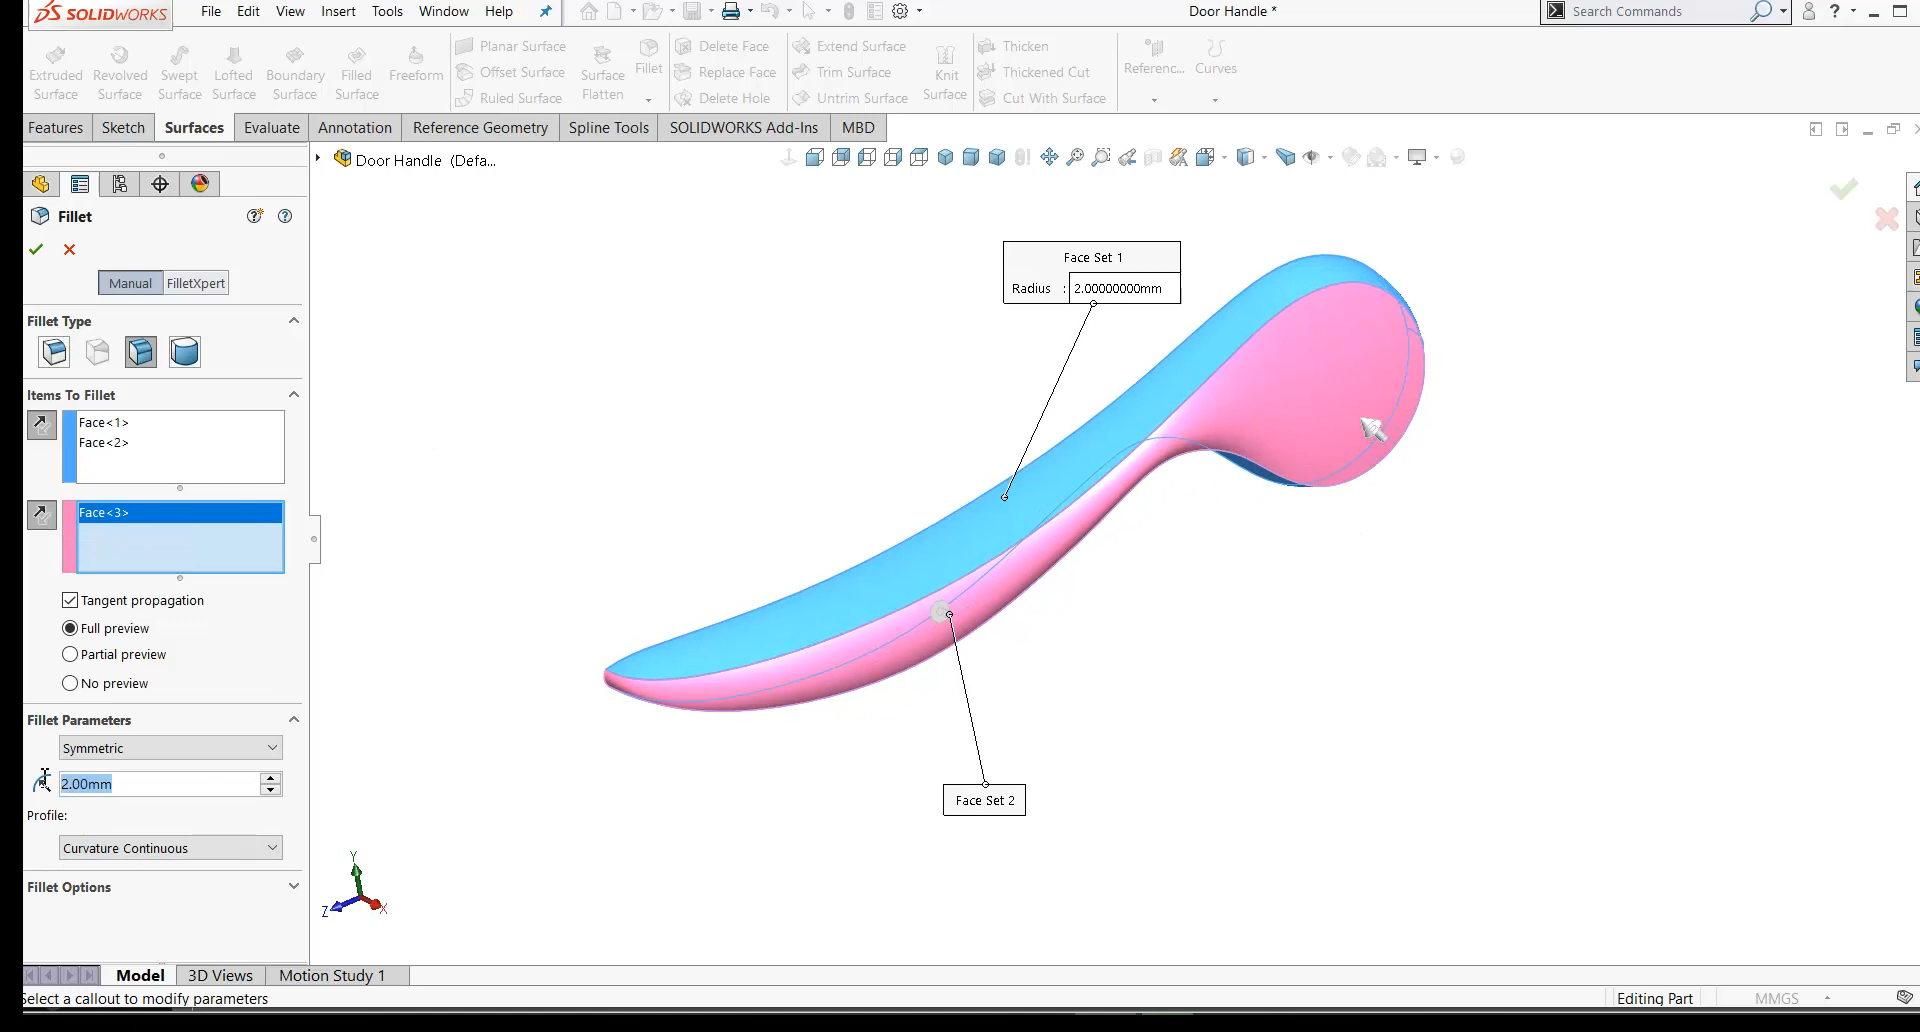 SOLIDWORKS
File Edit View Insert Tools Window Help
Door Handle *
Search Commands
?
Extruded Surface
Revolved Surface
Swept Surface
Lofted Surface
Boundary Surface
Filled Surface
Freeform
Planar Surface
Offset Surface
Ruled Surface
Surface Flatten
Fillet
Delete Face
Replace Face
Delete Hole
Extend Surface
Trim Surface
Untrim Surface
Knit Surface
Thicken
Thickened Cut
Cut With Surface
Referenc...
Curves
Features Sketch Surfaces Evaluate Annotation Reference Geometry Spline Tools SOLIDWORKS Add-Ins MBD
Door Handle (Defa...
Fillet
Manual FilletXpert
Fillet Type
Items To Fillet
Face<1>
Face<2>
Face<3>
Tangent propagation
Full preview
Partial preview
No preview
Fillet Parameters
Symmetric
2.00mm
Profile:
Curvature Continuous
Fillet Options
Face Set 1
Radius : 2.00000000mm
Face Set 2
Y
Z
X
Model 3D Views Motion Study 1
Select a callout to modify parameters
Editing Part
MMGS